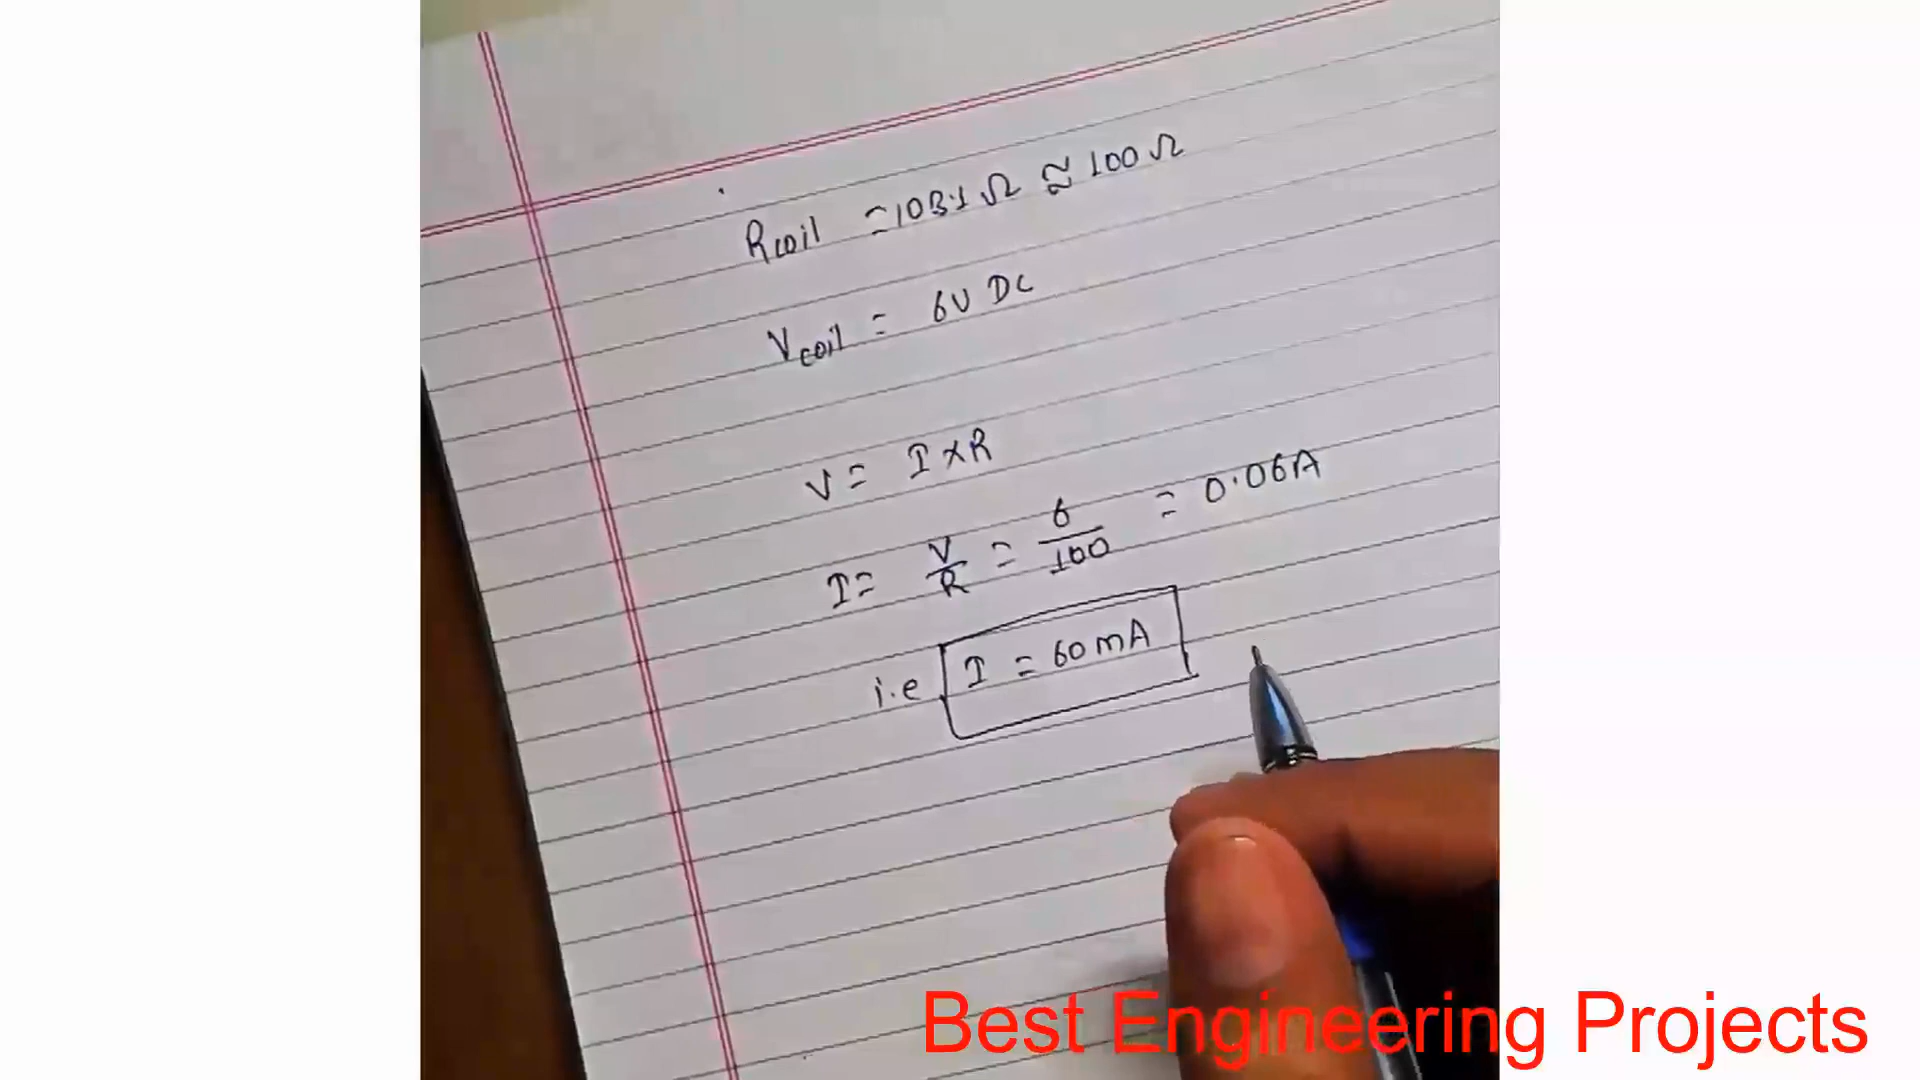 Rcoil = 103.1 Ω ≈ 100 Ω
Vcoil = 6V DC
V = I × R
I = V/R = 6/100 = 0.06A
i.e I = 60 mA
Best Engineering Projects